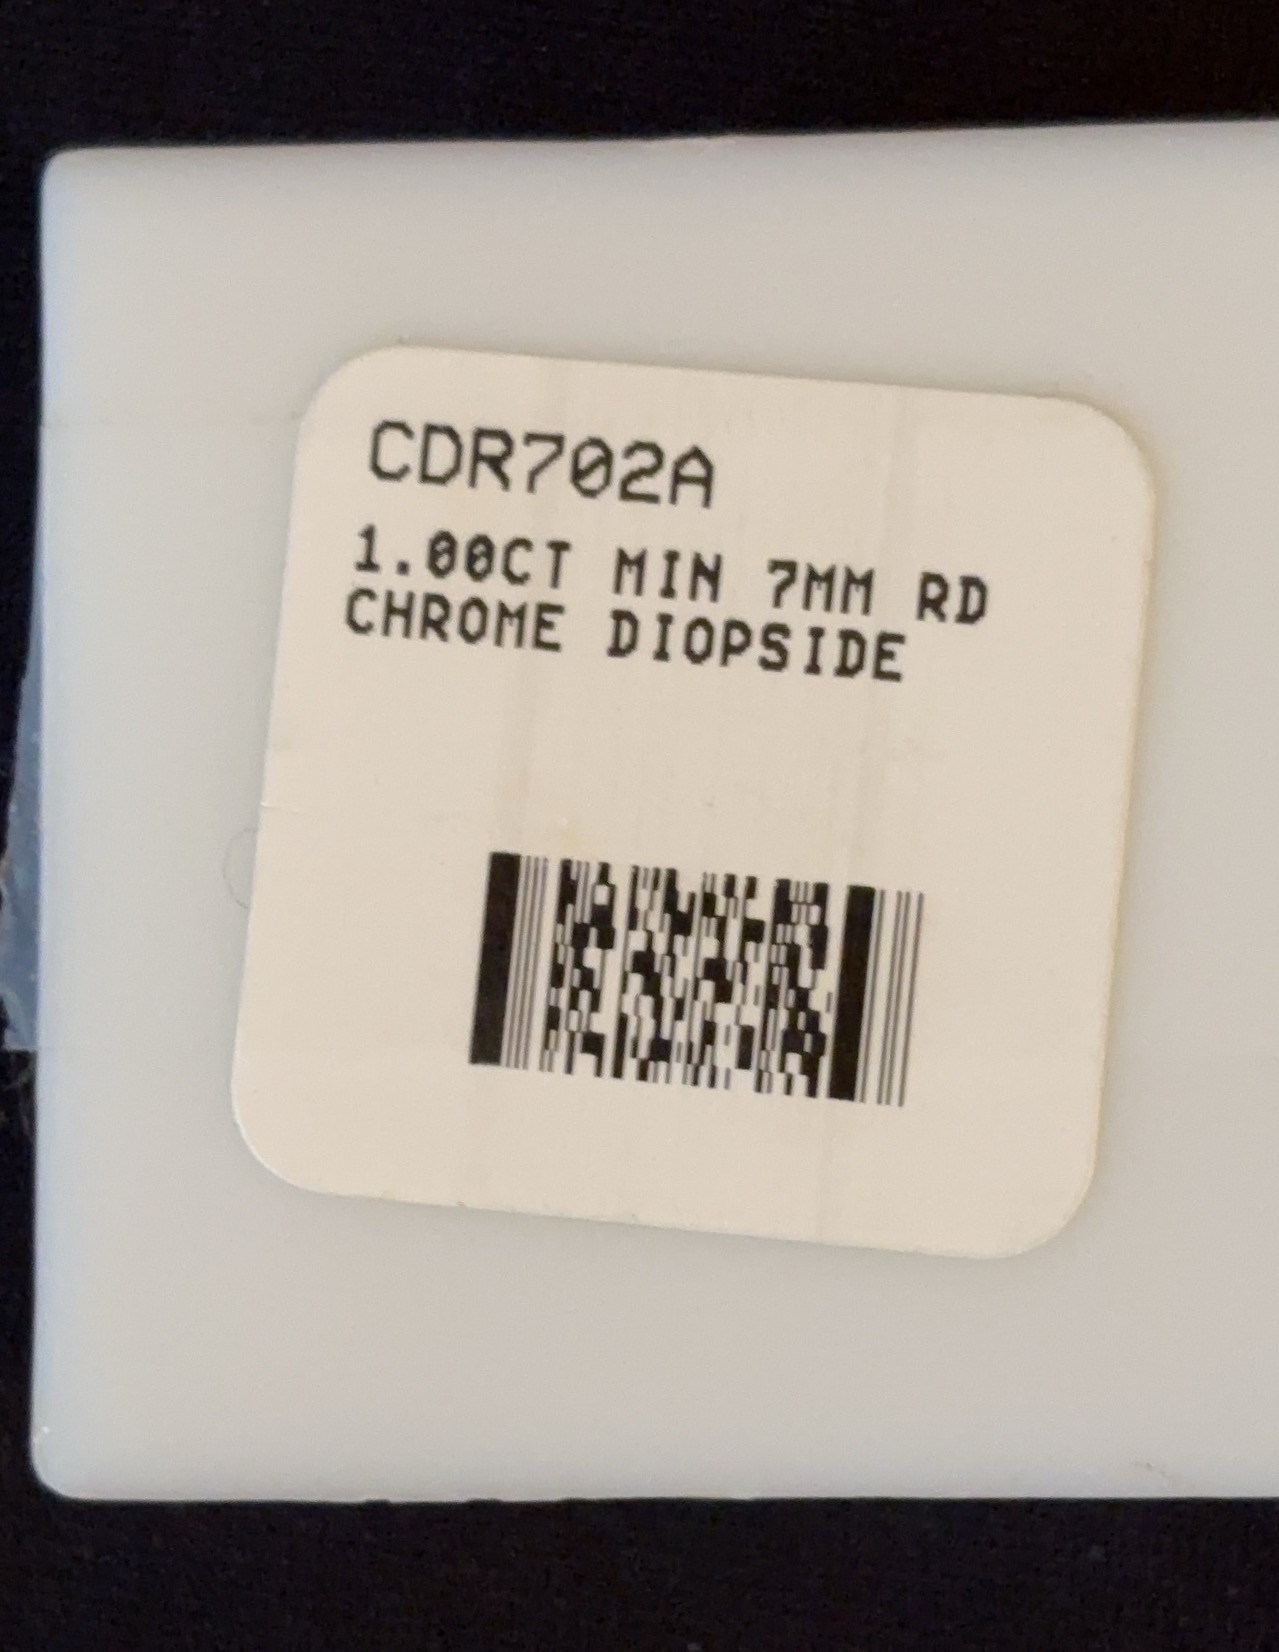 CDR702A
1.00CT MIN 7MM RD
CHROME DIOPSIDE